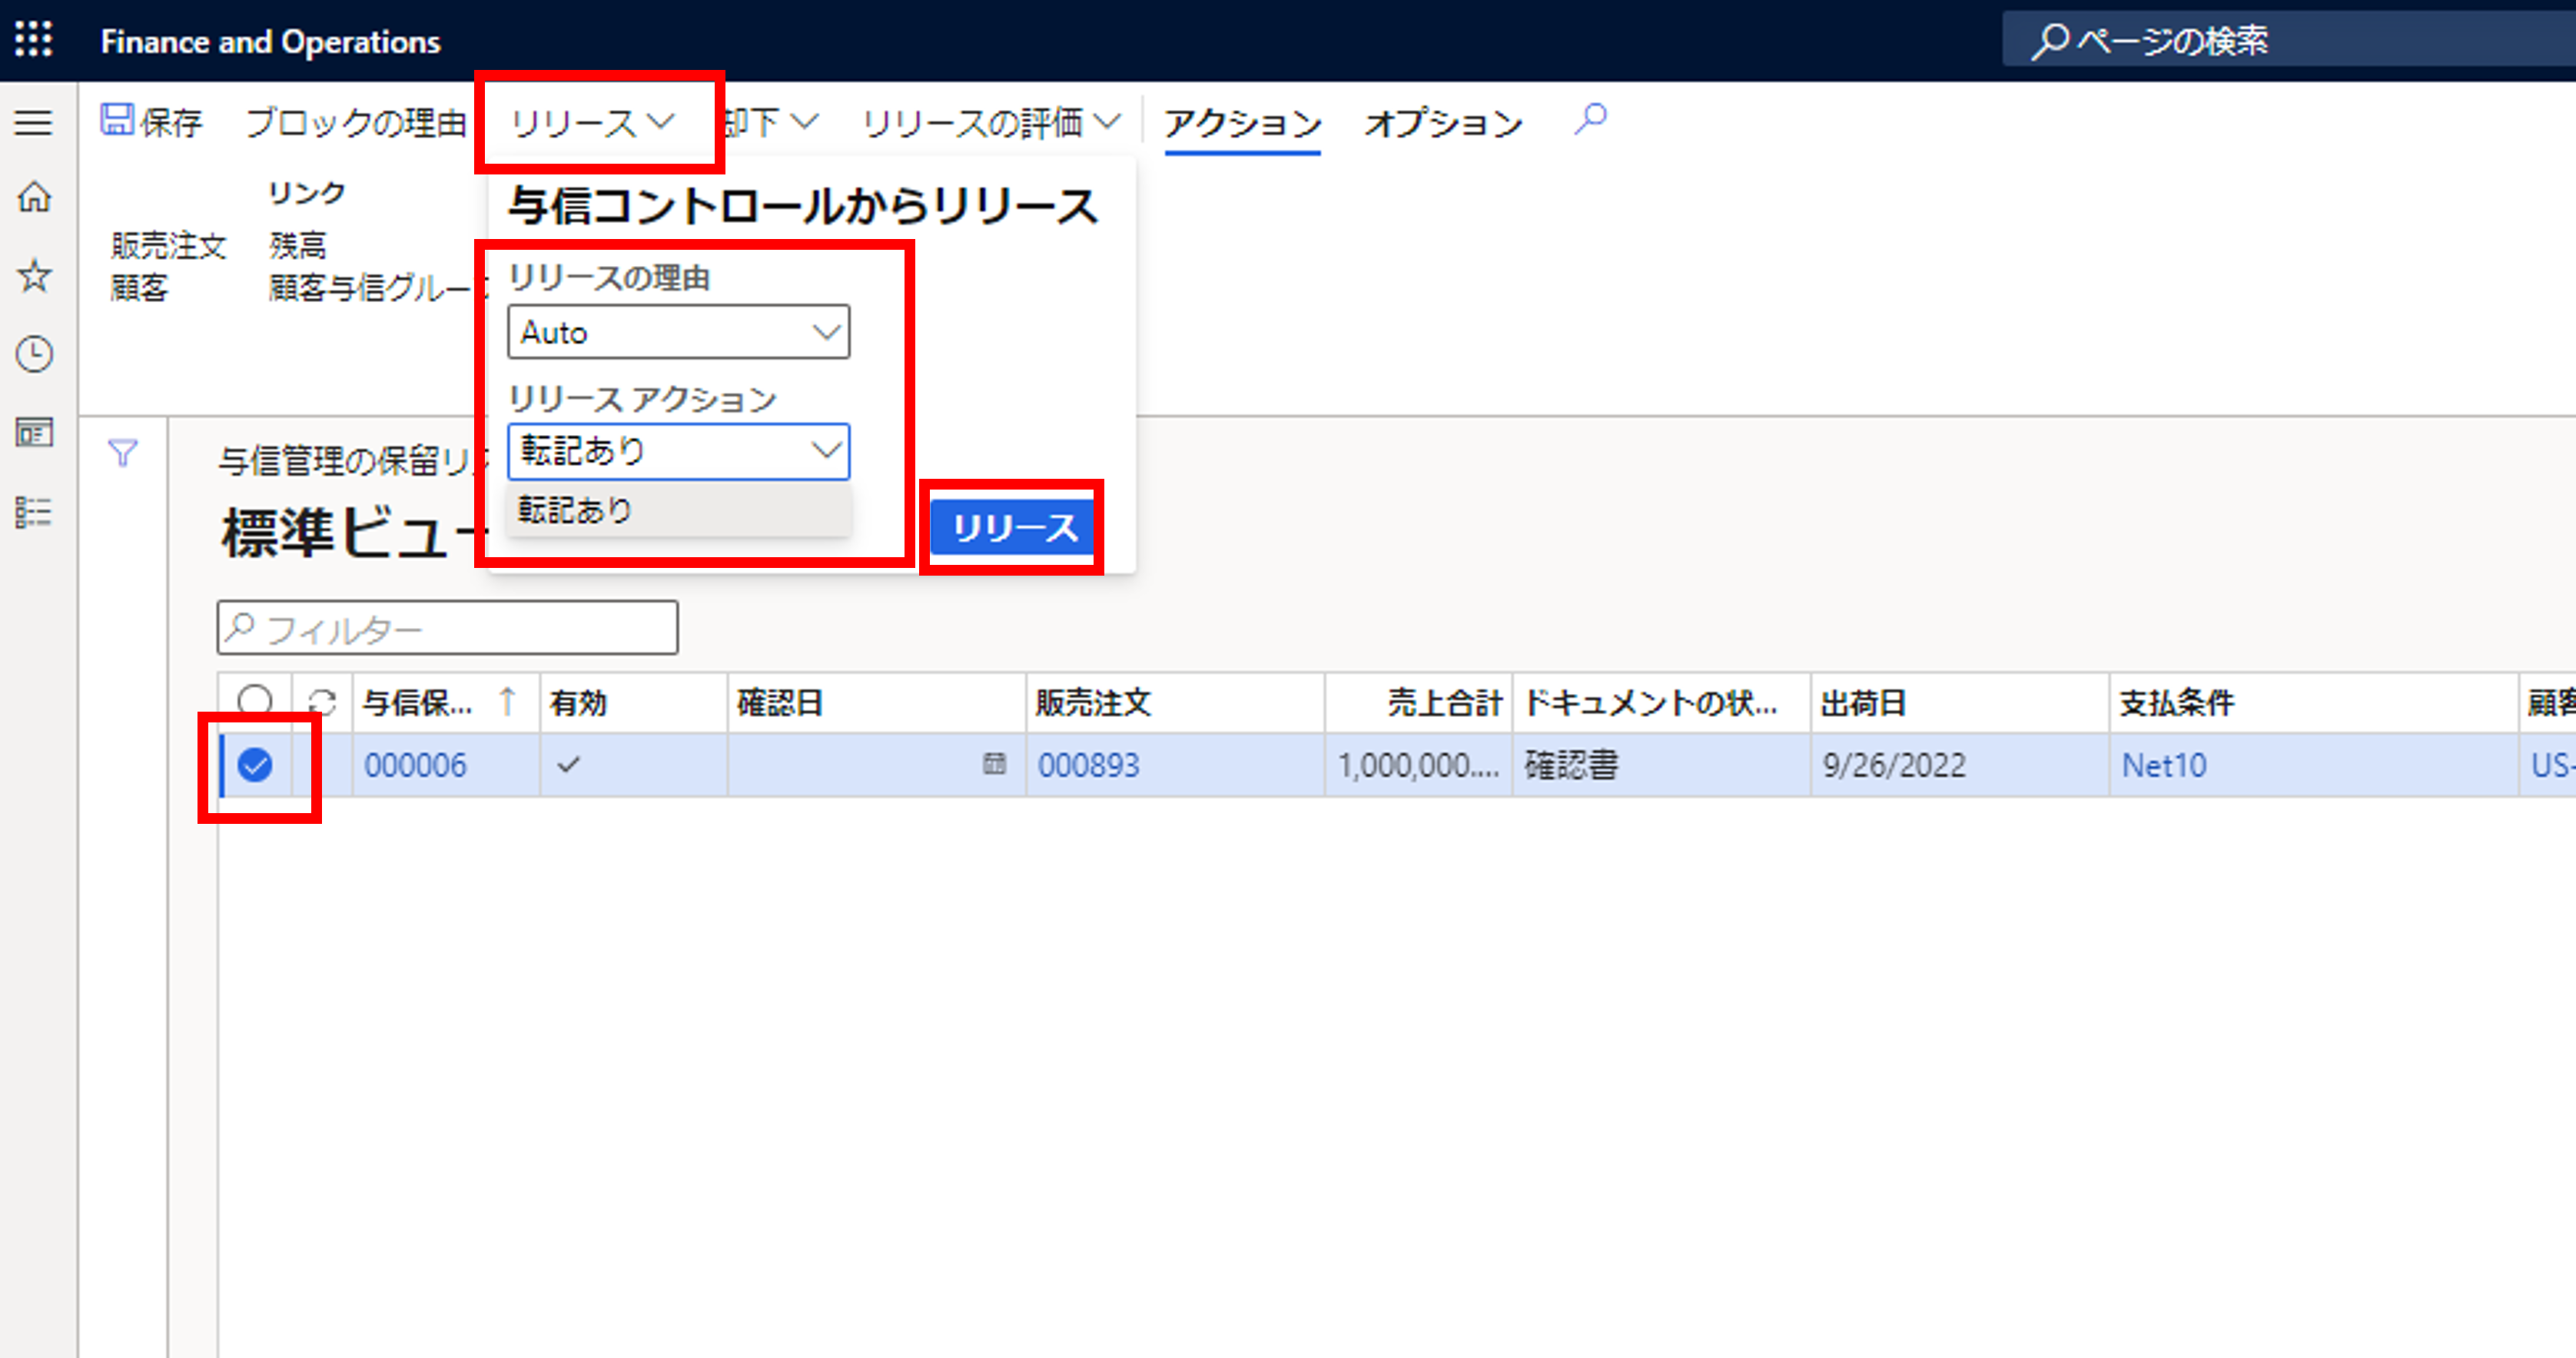 Finance and Operations
ページの検索
保存 ブロックの理由 リリース 却下 リリースの評価 アクション オプション
リンク
販売注文 残高
顧客 顧客与信グルー
与信コントロールからリリース
リリースの理由
Auto
リリース アクション
転記あり
転記あり
リリース
与信管理の保留リス
標準ビュー
フィルター
与信保... ↑ 有効 確認日 販売注文 売上合計 ドキュメントの状... 出荷日 支払条件 顧客
000006 000893 1,000,000.... 確認書 9/26/2022 Net10 US-